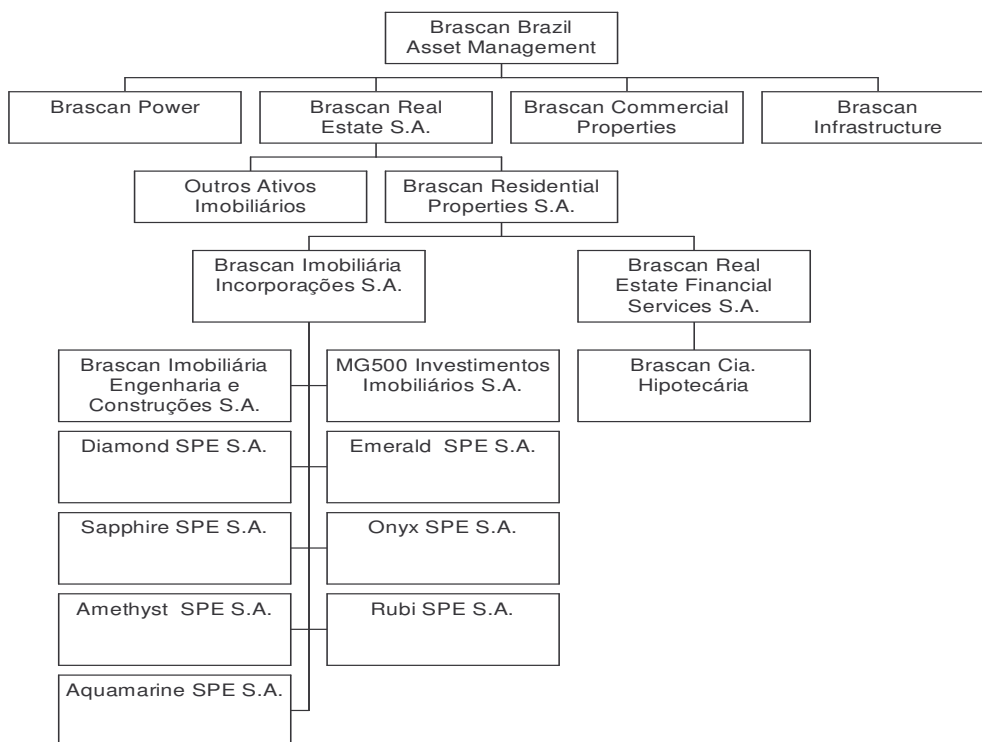 Brascan Brazil
Asset Management
Brascan Power
Brascan Real
Estate S.A.
Brascan Commercial
Properties
Brascan
Infrastructure
Outros Ativos
Imobiliários
Brascan Residential
Properties S.A.
Brascan Imobiliária
Incorporações S.A.
Brascan Real
Estate Financial
Services S.A.
Brascan Imobiliária
Engenharia e
Construções S.A.
MG500 Investimentos
Imobiliários S.A.
Brascan Cia.
Hipotecária
Diamond SPE S.A.
Emerald  SPE S.A.
Sapphire SPE S.A.
Onyx SPE S.A.
Amethyst  SPE S.A.
Rubi SPE S.A.
Aquamarine SPE S.A.